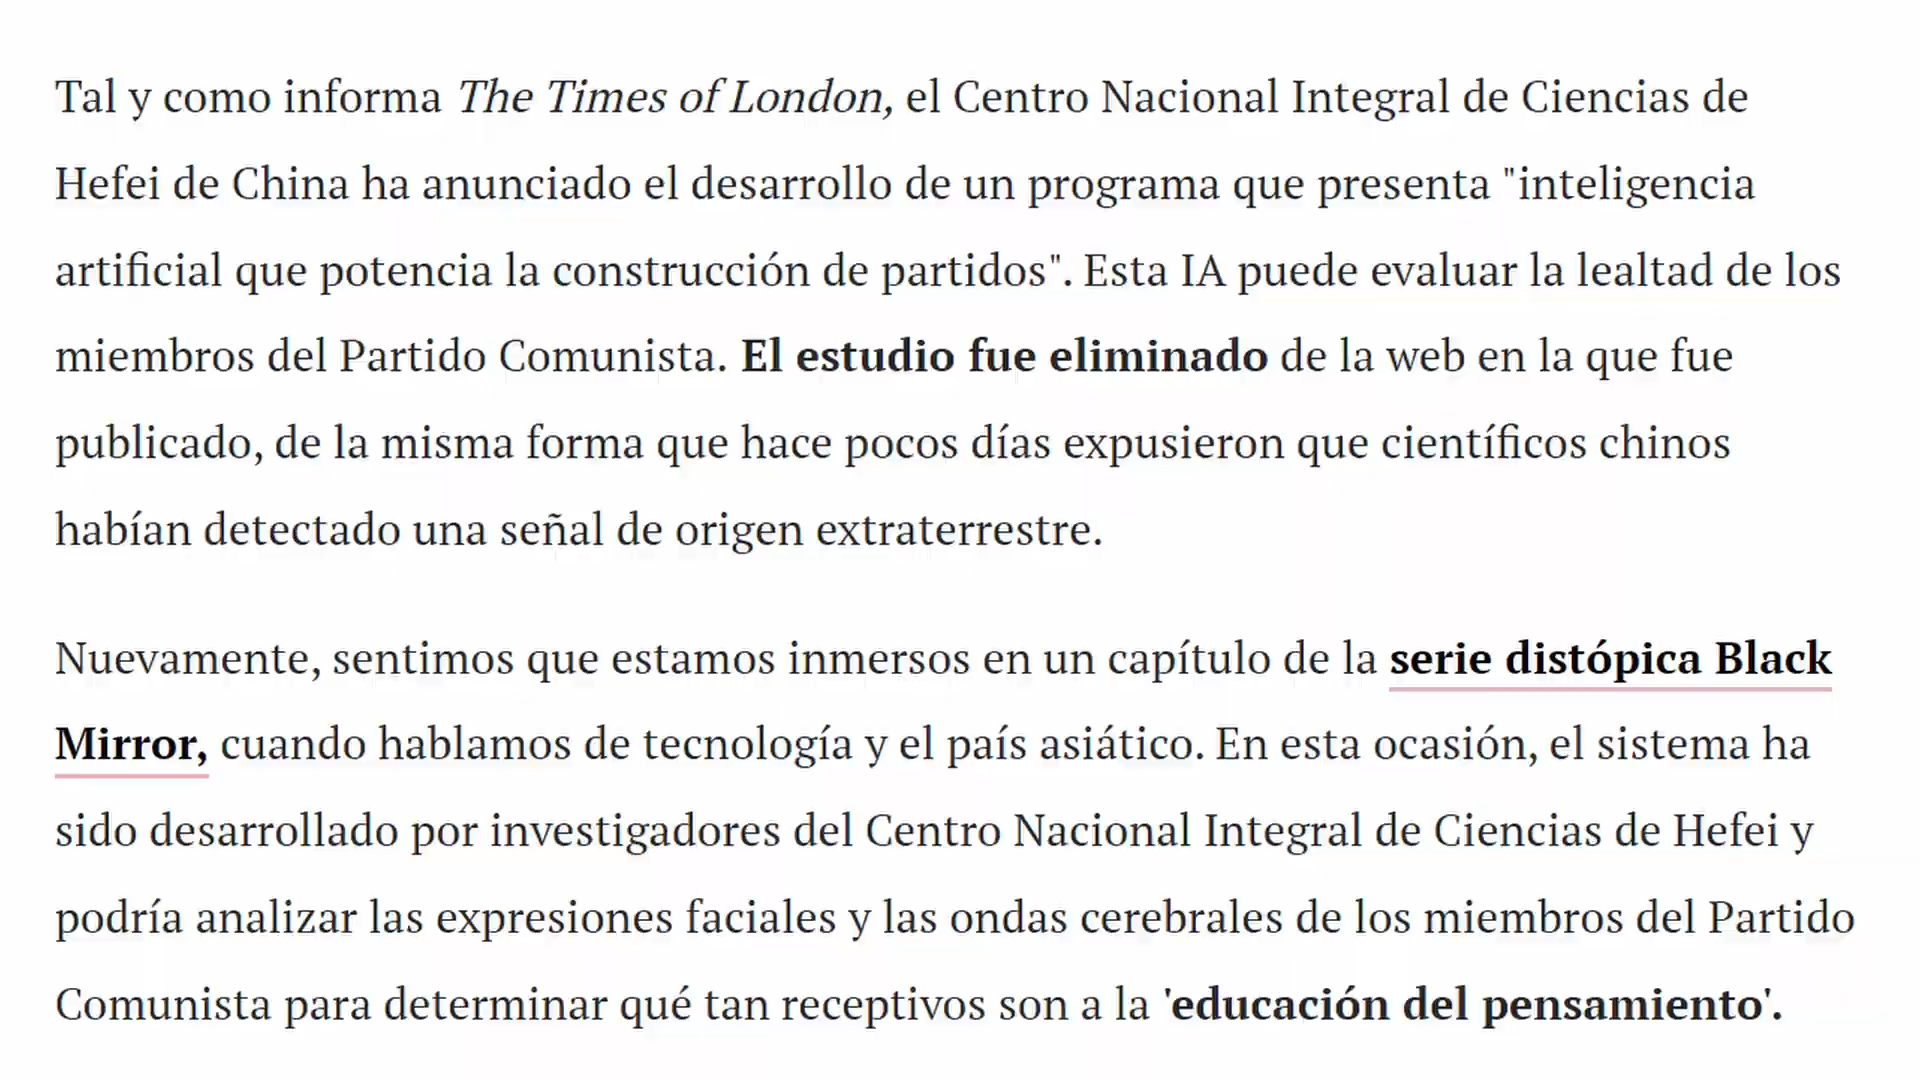 Tal y como informa The Times of London, el Centro Nacional Integral de Ciencias de
Hefei de China ha anunciado el desarrollo de un programa que presenta "inteligencia
artificial que potencia la construcción de partidos". Esta IA puede evaluar la lealtad de los
miembros del Partido Comunista. El estudio fue eliminado de la web en la que fue
publicado, de la misma forma que hace pocos días expusieron que científicos chinos
habían detectado una señal de origen extraterrestre.
Nuevamente, sentimos que estamos inmersos en un capítulo de la serie distópica Black
Mirror, cuando hablamos de tecnología y el país asiático. En esta ocasión, el sistema ha
sido desarrollado por investigadores del Centro Nacional Integral de Ciencias de Hefei y
podría analizar las expresiones faciales y las ondas cerebrales de los miembros del Partido
Comunista para determinar qué tan receptivos son a la 'educación del pensamiento'.